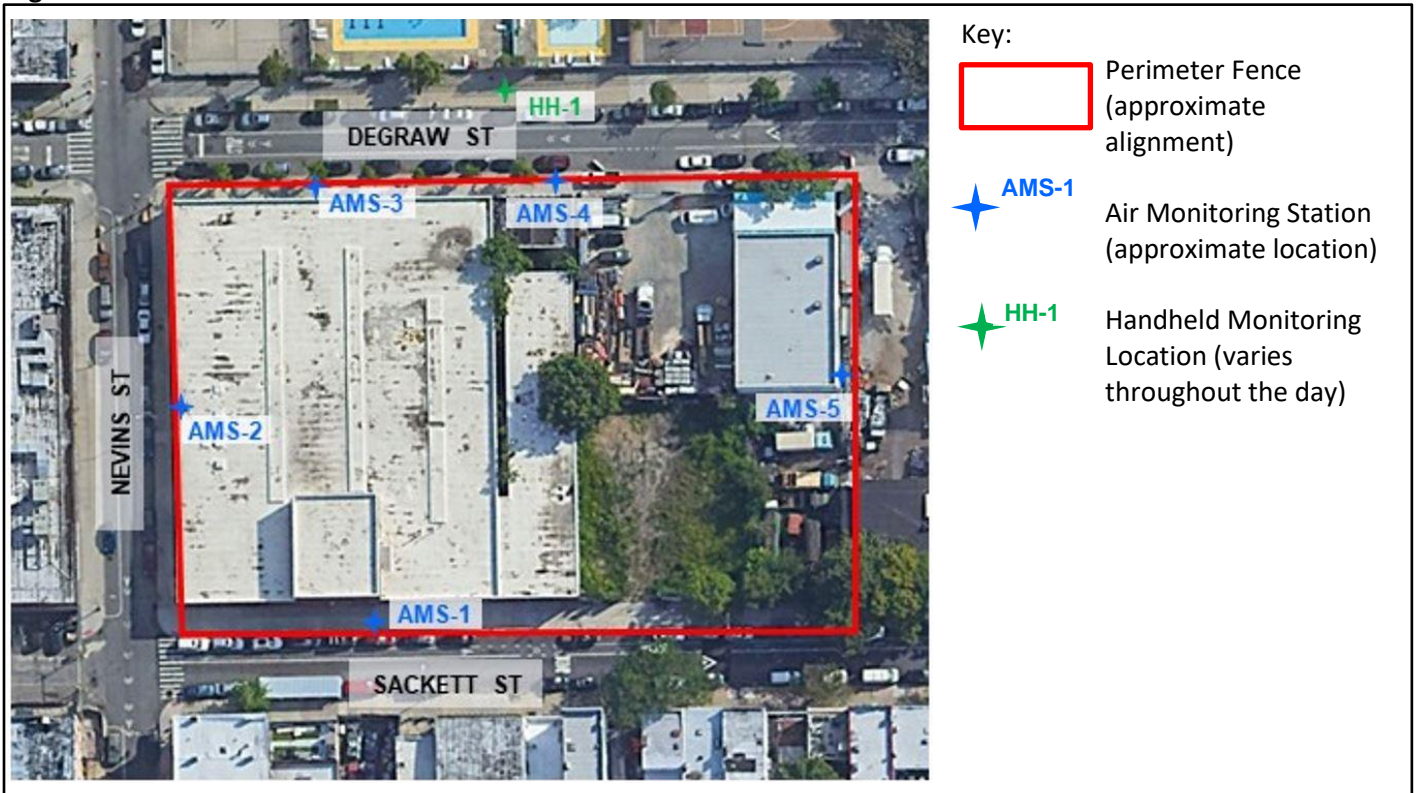 HH-1
DEGRAW ST
AMS-3
AMS-4
AMS-2
AMS-5
NEVINS ST
AMS-1
SACKETT ST
Key:
Perimeter Fence
(approximate
alignment)
AMS-1
Air Monitoring Station
(approximate location)
HH-1
Handheld Monitoring
Location (varies
throughout the day)